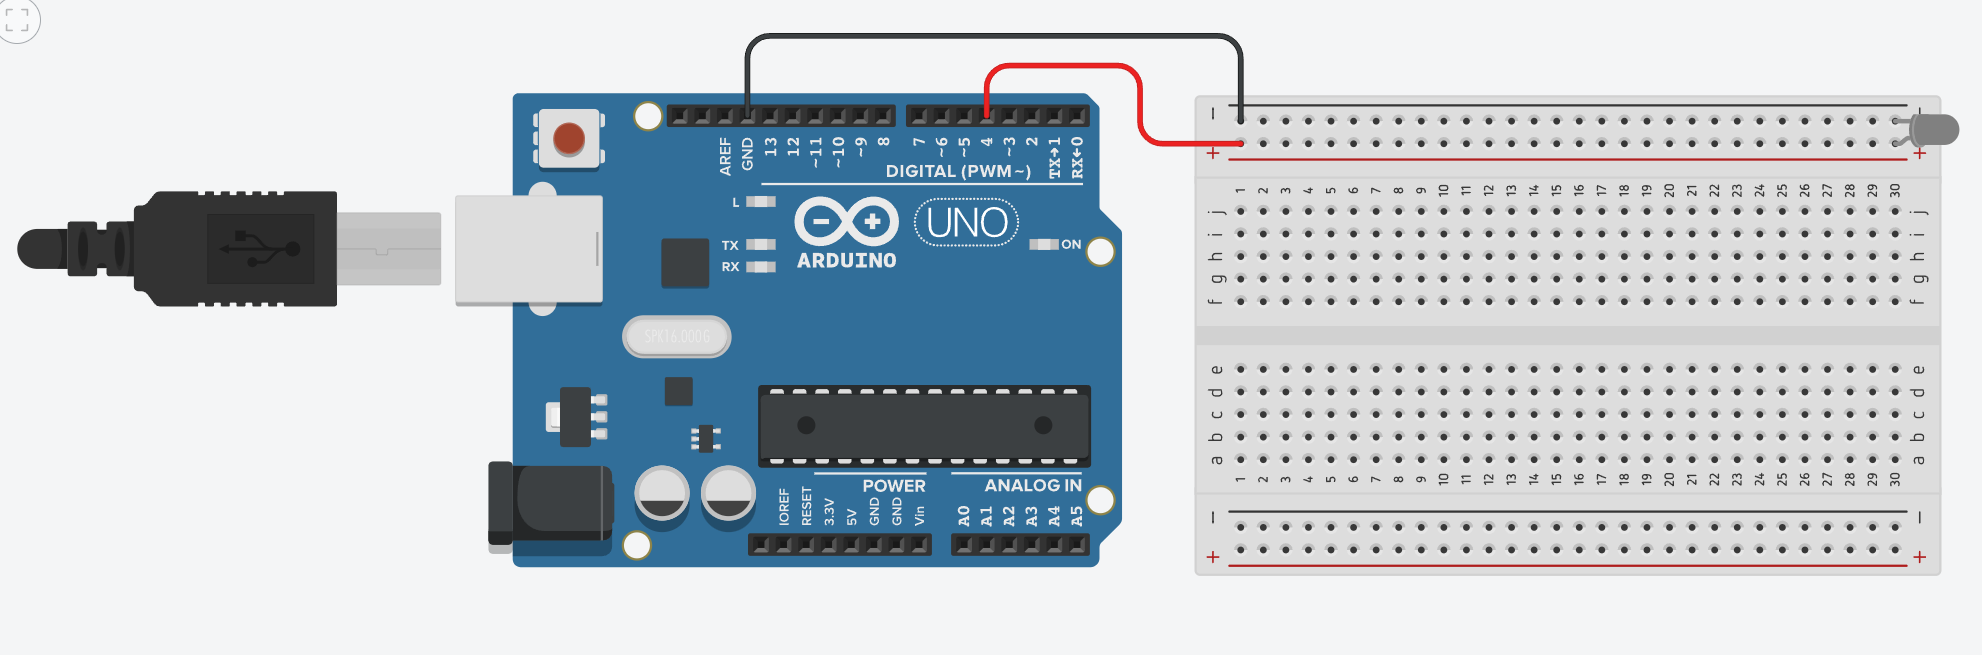 AREF
GND
13
12
~11
~10
~9
8
7
~6
~5
4
~3
2
TX→1
RX←0
DIGITAL (PWM ~)
L
TX
RX
UNO
ON
ARDUINO
SPK16.000G
POWER
ANALOG IN
IOREF
RESET
3.3V
5V
GND
GND
Vin
A0
A1
A2
A3
A4
A5
− −
+ +
1 2 3 4 5 6 7 8 9 10 11 12 13 14 15 16 17 18 19 20 21 22 23 24 25 26 27 28 29 30
j j
i i
h h
g g
f f
e e
d d
c c
b b
a a
1 2 3 4 5 6 7 8 9 10 11 12 13 14 15 16 17 18 19 20 21 22 23 24 25 26 27 28 29 30
− −
+ +